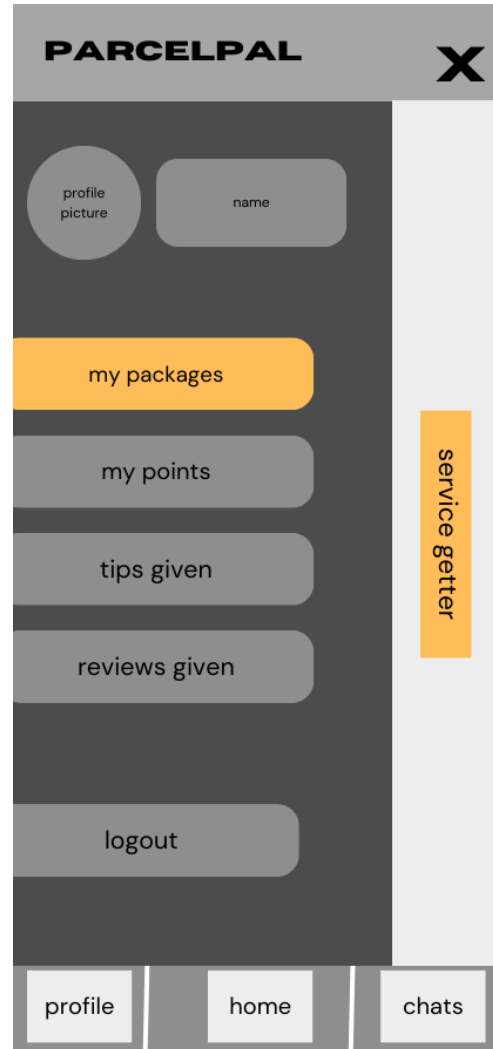 PARCELPAL
X
profile
picture
name
my packages
my points
tips given
reviews given
service getter
logout
profile
home
chats